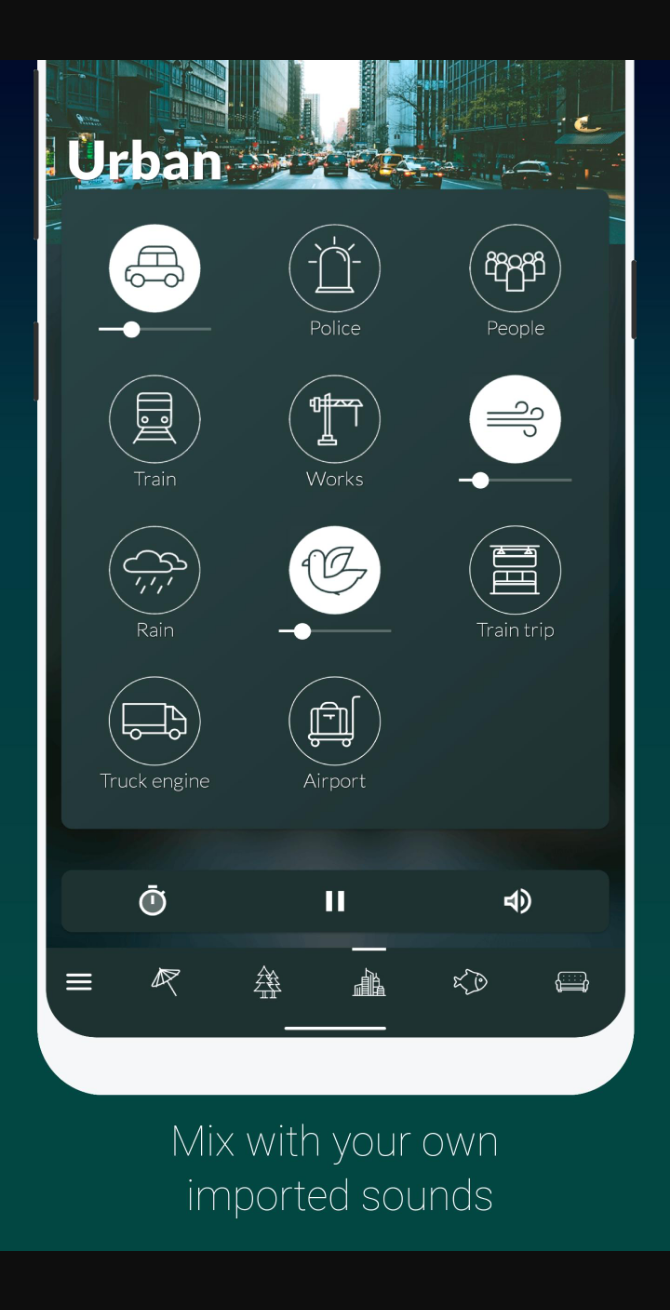 Urban
Police
People
Train
Works
Rain
Train trip
Truck engine
Airport
Mix with your own
imported sounds